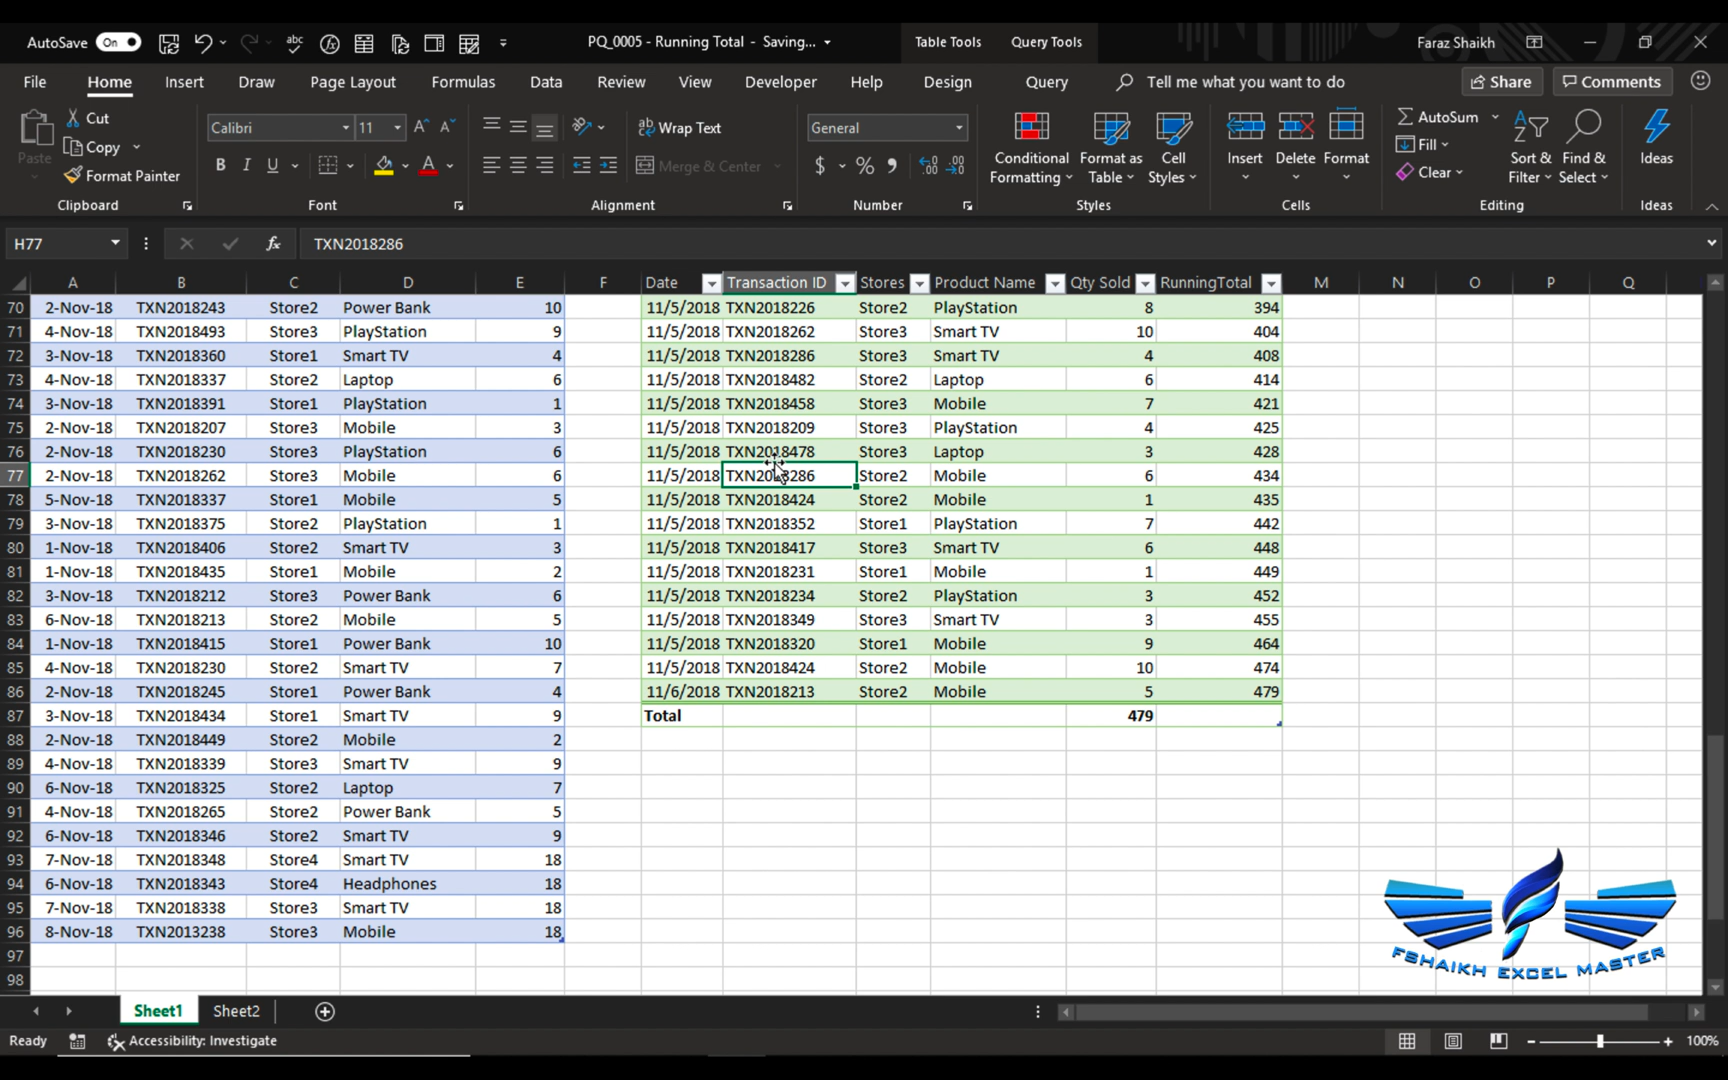 AutoSave On PQ_0005 - Running Total - Saving... Table Tools Query Tools Faraz Shaikh
File Home Insert Draw Page Layout Formulas Data Review View Developer Help Design Query Tell me what you want to do Share Comments
Paste Cut Copy Format Painter
Calibri 11 B I U A
Wrap Text Merge & Center
General $ % 9
Conditional Formatting Format as Table Cell Styles
Insert Delete Format
AutoSum Fill Clear Sort & Filter Find & Select Ideas
Clipboard Font Alignment Number Styles Cells Editing Ideas
H77 fx TXN2018286
A B C D E F Date Transaction ID Stores Product Name Qty Sold RunningTotal M N O P Q
70 2-Nov-18 TXN2018243 Store2 Power Bank 10 11/5/2018 TXN2018226 Store2 PlayStation 8 394
71 4-Nov-18 TXN2018493 Store3 PlayStation 9 11/5/2018 TXN2018262 Store3 Smart TV 10 404
72 3-Nov-18 TXN2018360 Store1 Smart TV 4 11/5/2018 TXN2018286 Store3 Smart TV 4 408
73 4-Nov-18 TXN2018337 Store2 Laptop 6 11/5/2018 TXN2018482 Store2 Laptop 6 414
74 3-Nov-18 TXN2018391 Store1 PlayStation 1 11/5/2018 TXN2018458 Store3 Mobile 7 421
75 2-Nov-18 TXN2018207 Store3 Mobile 3 11/5/2018 TXN2018209 Store3 PlayStation 4 425
76 2-Nov-18 TXN2018230 Store3 PlayStation 6 11/5/2018 TXN2018478 Store3 Laptop 3 428
77 2-Nov-18 TXN2018262 Store3 Mobile 6 11/5/2018 TXN2018286 Store2 Mobile 6 434
78 5-Nov-18 TXN2018337 Store1 Mobile 5 11/5/2018 TXN2018424 Store2 Mobile 1 435
79 3-Nov-18 TXN2018375 Store2 PlayStation 1 11/5/2018 TXN2018352 Store1 PlayStation 7 442
80 1-Nov-18 TXN2018406 Store2 Smart TV 3 11/5/2018 TXN2018417 Store3 Smart TV 6 448
81 1-Nov-18 TXN2018435 Store1 Mobile 2 11/5/2018 TXN2018231 Store1 Mobile 1 449
82 3-Nov-18 TXN2018212 Store3 Power Bank 6 11/5/2018 TXN2018234 Store2 PlayStation 3 452
83 6-Nov-18 TXN2018213 Store2 Mobile 5 11/5/2018 TXN2018349 Store3 Smart TV 3 455
84 1-Nov-18 TXN2018415 Store1 Power Bank 10 11/5/2018 TXN2018320 Store1 Mobile 9 464
85 4-Nov-18 TXN2018230 Store2 Smart TV 7 11/5/2018 TXN2018424 Store2 Mobile 10 474
86 2-Nov-18 TXN2018245 Store1 Power Bank 4 11/6/2018 TXN2018213 Store2 Mobile 5 479
87 3-Nov-18 TXN2018434 Store1 Smart TV 9 Total 479
88 2-Nov-18 TXN2018449 Store2 Mobile 2
89 4-Nov-18 TXN2018339 Store3 Smart TV 9
90 6-Nov-18 TXN2018325 Store2 Laptop 7
91 4-Nov-18 TXN2018265 Store2 Power Bank 5
92 6-Nov-18 TXN2018346 Store2 Smart TV 9
93 7-Nov-18 TXN2018348 Store4 Smart TV 18
94 6-Nov-18 TXN2018343 Store4 Headphones 18
95 7-Nov-18 TXN2018338 Store3 Smart TV 18
96 8-Nov-18 TXN2013238 Store3 Mobile 18
97
98
FSHAIKH EXCEL MASTER
Sheet1 Sheet2
Ready Accessibility: Investigate 100%